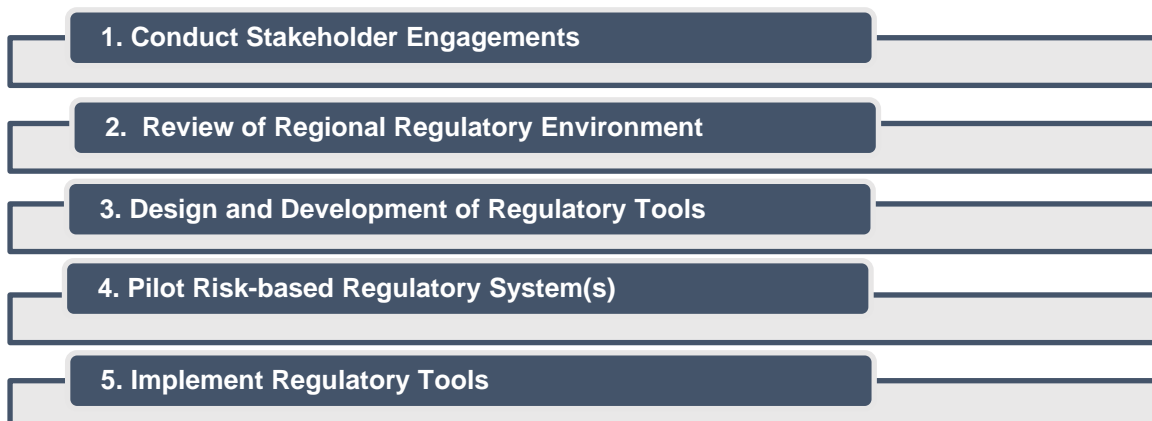 1. Conduct Stakeholder Engagements
2. Review of Regional Regulatory Environment
3. Design and Development of Regulatory Tools
4. Pilot Risk-based Regulatory System(s)
5. Implement Regulatory Tools